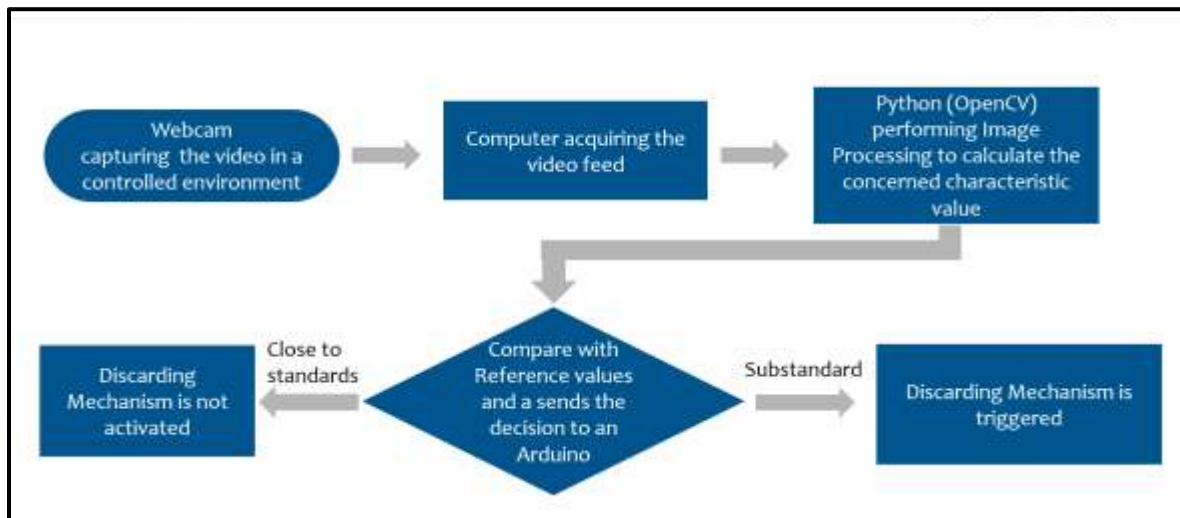 Webcam
capturing the video in a
controlled environment
Computer acquiring the
video feed
Python (OpenCV)
performing Image
Processing to calculate the
concerned characteristic
value
Compare with
Reference values
and a sends the
decision to an
Arduino
Close to
standards
Discarding
Mechanism is not
activated
Substandard
Discarding Mechanism is
triggered